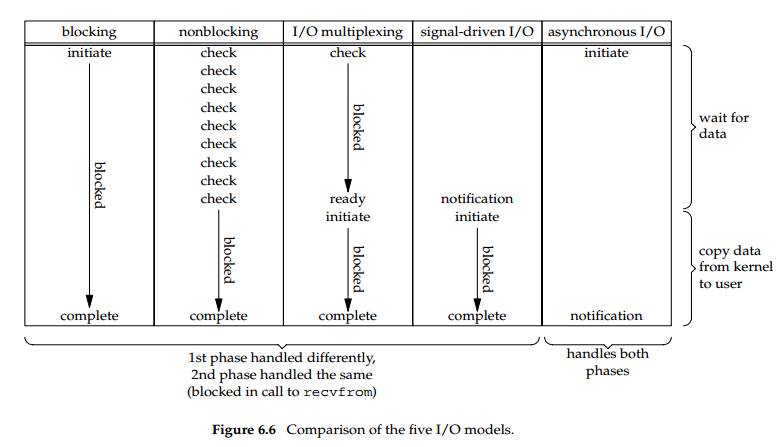 blocking nonblocking I/O multiplexing signal-driven I/O asynchronous I/O
initiate check check initiate
check
check
check
check
check
check
check
check ready notification
initiate initiate
blocked
blocked
blocked
blocked
blocked
complete complete complete complete notification
wait for
data
copy data
from kernel
to user
1st phase handled differently,
2nd phase handled the same
(blocked in call to recvfrom)
handles both
phases
Figure 6.6 Comparison of the five I/O models.